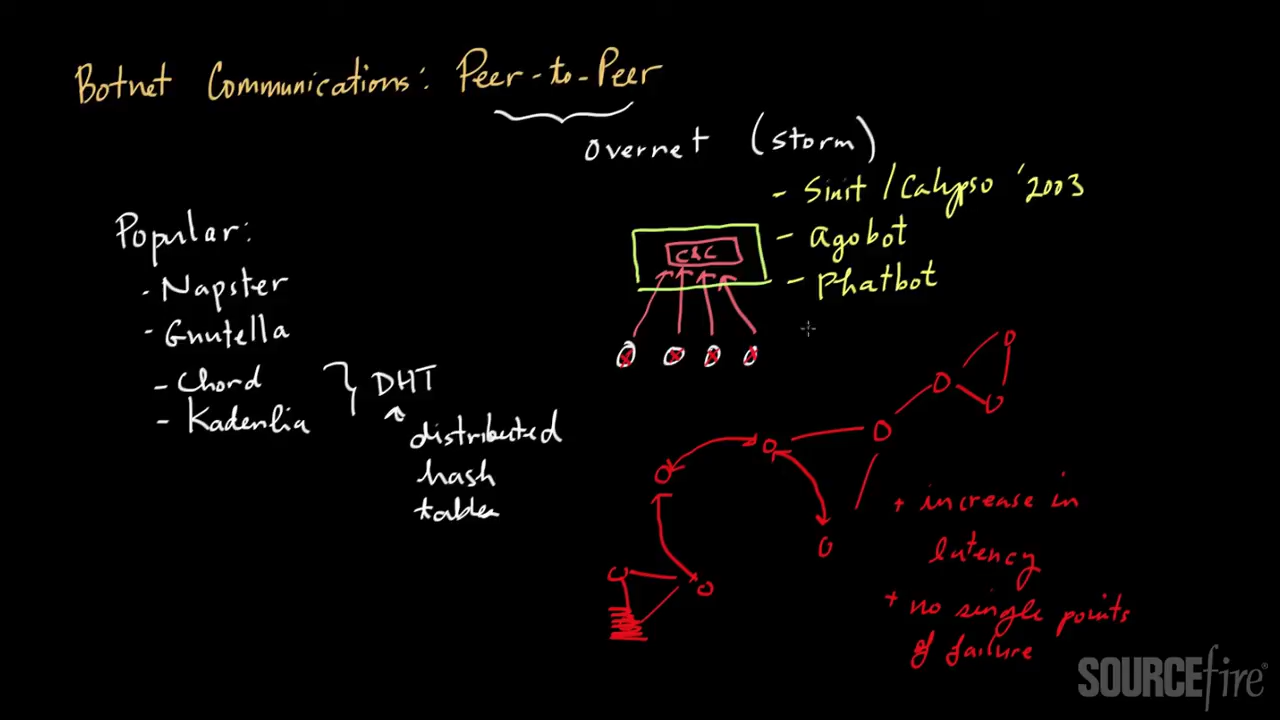 Botnet Communications: Peer-to-Peer
Overnet (storm)
- Sinit / Calypso '2003
- agobot
- Phatbot
C&C
Popular:
- Napster
- Gnutella
- Chord
- Kademlia
DHT
distributed
hash
tables
+ increase in
latency
+ no single points
of failure
SOURCEfire